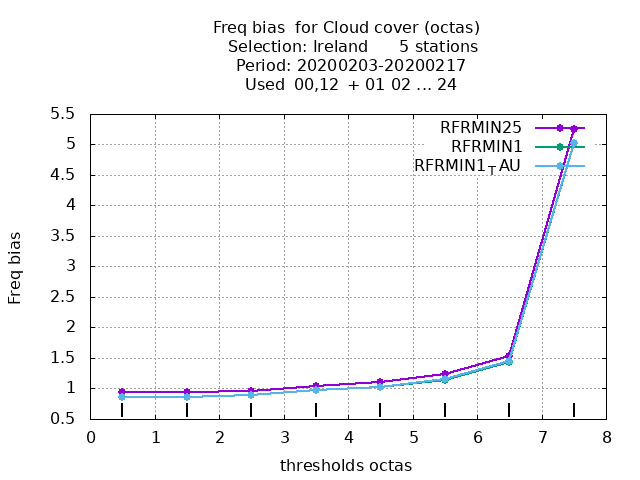 Freq bias  for Cloud cover (octas)
Selection: Ireland      5 stations
Period: 20200203-20200217
Used  00,12  + 01 02 ... 24
RFRMIN25
RFRMIN1
RFRMIN1TAU
5.5
5
4.5
4
3.5
3
2.5
2
1.5
1
0.5
Freq bias
0 1 2 3 4 5 6 7 8
thresholds octas